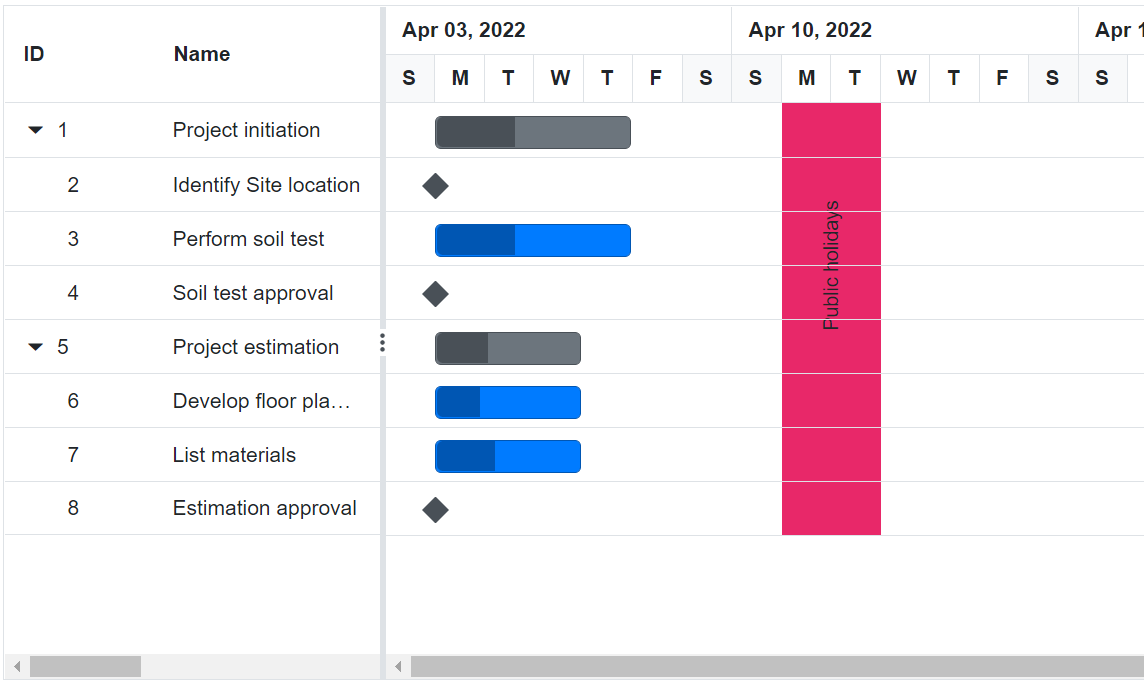 ID Name Apr 03, 2022 Apr 10, 2022 Apr 1
S M T W T F S S M T W T F S S
1 Project initiation
2 Identify Site location
3 Perform soil test
4 Soil test approval
5 Project estimation
6 Develop floor pla…
7 List materials
8 Estimation approval
Public holidays